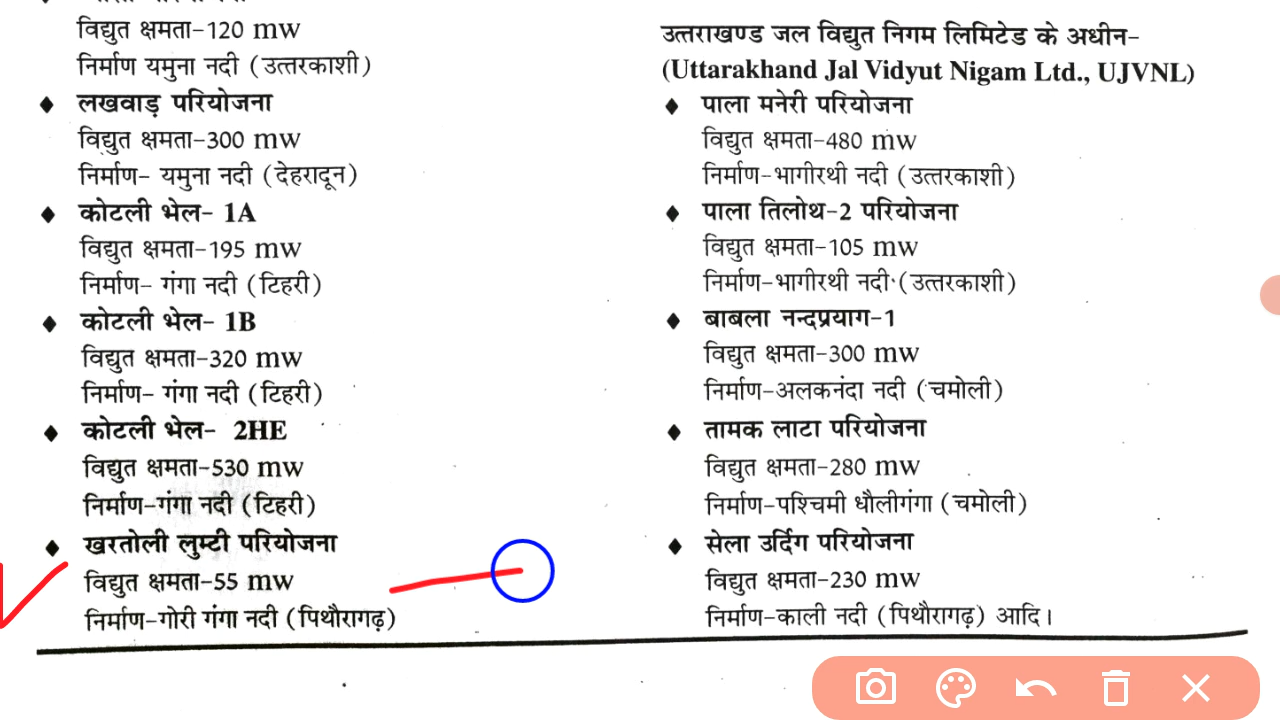 विद्युत क्षमता-120 mw
निर्माण यमुना नदी (उत्तरकाशी)
♦ लखवाड़ परियोजना
विद्युत क्षमता-300 mw
निर्माण- यमुना नदी (देहरादून)
♦ कोटली भेल- 1A
विद्युत क्षमता-195 mw
निर्माण- गंगा नदी (टिहरी)
♦ कोटली भेल- 1B
विद्युत क्षमता-320 mw
निर्माण- गंगा नदी (टिहरी)
♦ कोटली भेल- 2HE
विद्युत क्षमता-530 mw
निर्माण-गंगा नदी (टिहरी)
♦ खरतोली लुम्टी परियोजना
विद्युत क्षमता-55 mw
निर्माण-गोरी गंगा नदी (पिथौरागढ़)
उत्तराखण्ड जल विद्युत निगम लिमिटेड के अधीन-
(Uttarakhand Jal Vidyut Nigam Ltd., UJVNL)
♦ पाला मनेरी परियोजना
विद्युत क्षमता-480 mw
निर्माण-भागीरथी नदी (उत्तरकाशी)
♦ पाला तिलोथ-2 परियोजना
विद्युत क्षमता-105 mw
निर्माण-भागीरथी नदी (उत्तरकाशी)
♦ बाबला नन्दप्रयाग-1
विद्युत क्षमता-300 mw
निर्माण-अलकनंदा नदी (चमोली)
♦ तामक लाटा परियोजना
विद्युत क्षमता-280 mw
निर्माण-पश्चिमी धौलीगंगा (चमोली)
♦ सेला उर्दिग परियोजना
विद्युत क्षमता-230 mw
निर्माण-काली नदी (पिथौरागढ़) आदि।